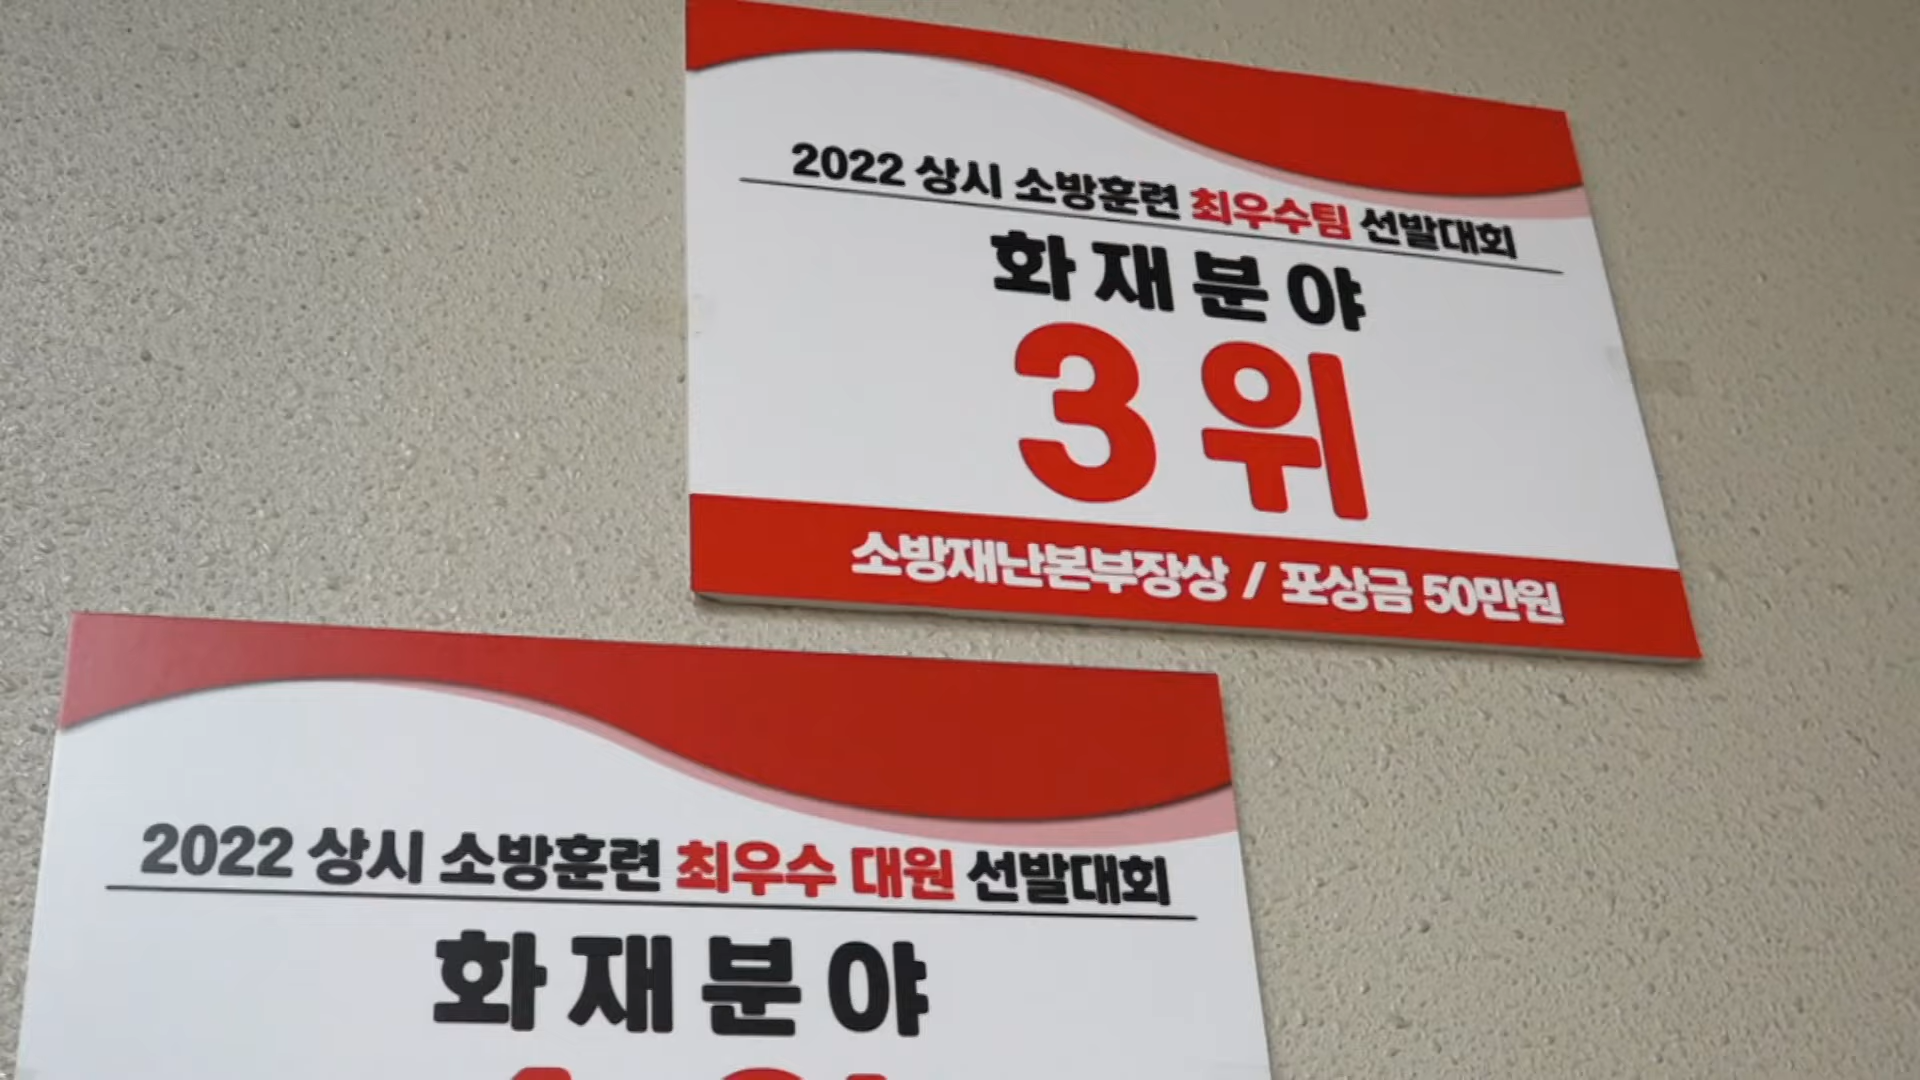 2022 상시 소방훈련 최우수팀 선발대회
화재분야
3위
소방재난본부장상 / 포상금 50만원
2022 상시 소방훈련 최우수 대원 선발대회
화재분야